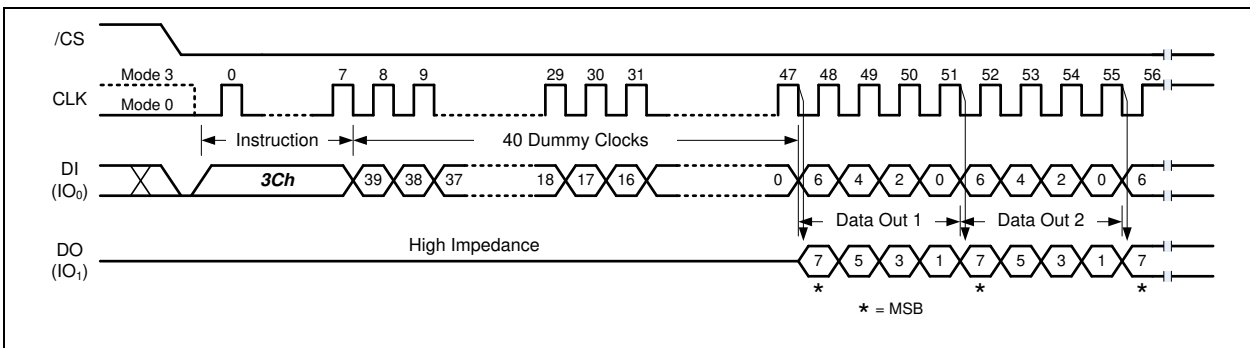 /CS
Mode 3 0 7 8 9 29 30 31 47 48 49 50 51 52 53 54 55 56
CLK
Mode 0
Instruction 40 Dummy Clocks
DI
(IO₀)
3Ch 39 38 37 18 17 16 0 6 4 2 0 6 4 2 0 6
Data Out 1 Data Out 2
DO
(IO₁)
High Impedance
7 5 3 1 7 5 3 1 7
* * *
* = MSB